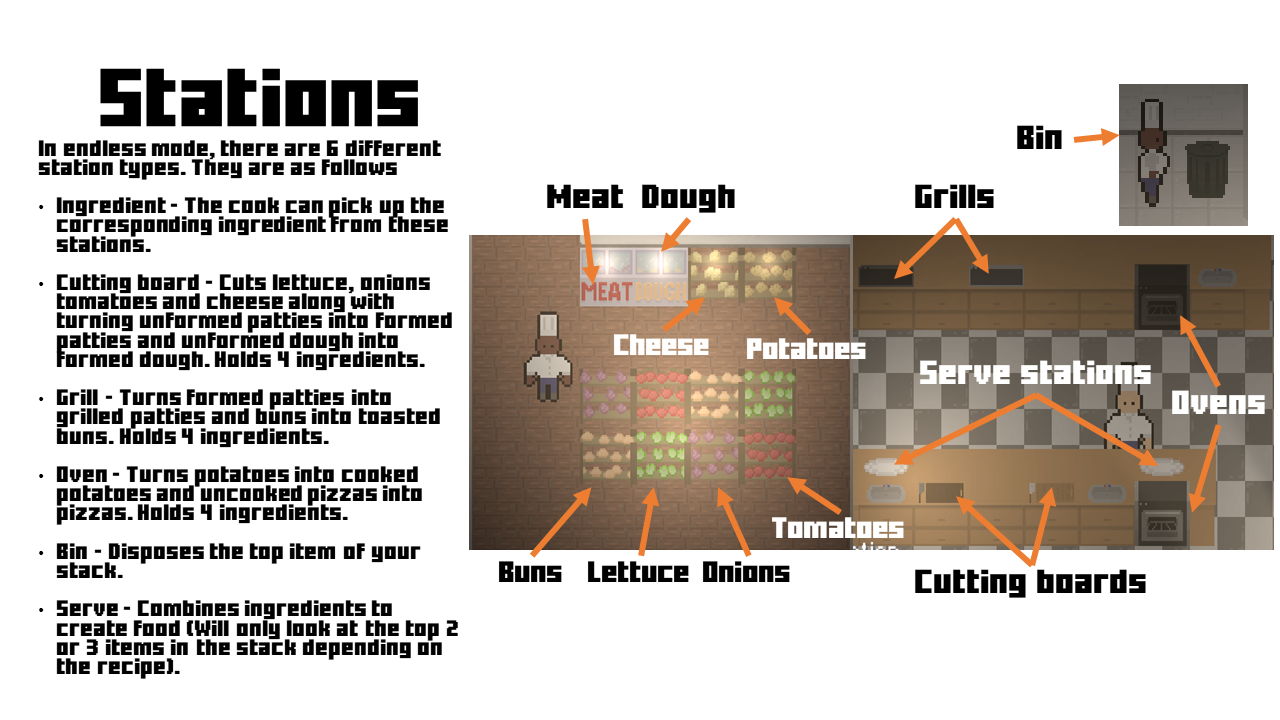 Stations
In endless mode, there are 6 different
station types. They are as follows
• Ingredient - The cook can pick up the
corresponding ingredient from these
stations.
• Cutting board - Cuts lettuce, onions
tomatoes and cheese along with
turning unformed patties into formed
patties and unformed dough into
formed dough. Holds 4 ingredients.
• Grill - Turns formed patties into
grilled patties and buns into toasted
buns. Holds 4 ingredients.
• Oven - Turns potatoes into cooked
potatoes and uncooked pizzas into
pizzas. Holds 4 ingredients.
• Bin - Disposes the top item of your
stack.
• Serve - Combines ingredients to
create food (Will only look at the top 2
or 3 items in the stack depending on
the recipe).
Bin
Meat Dough
Grills
MEAT DOUGH
Cheese
Potatoes
Serve stations
Ovens
Tomatoes
Buns Lettuce Onions
Cutting boards